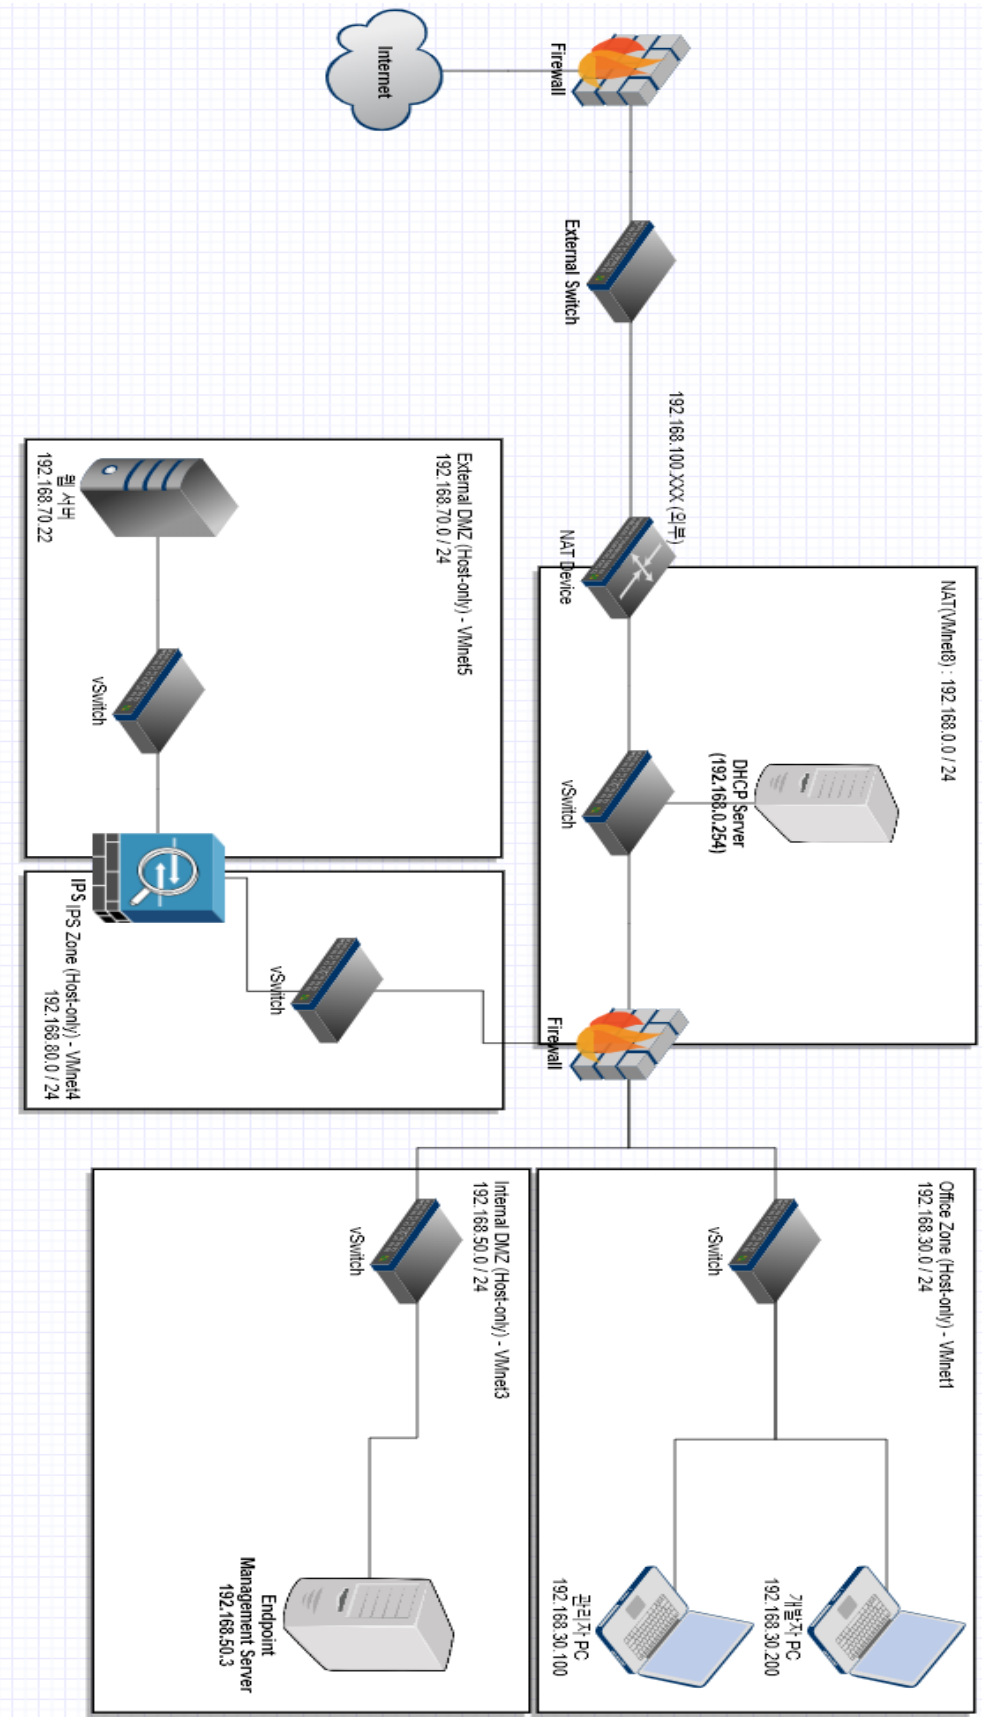 Internet
Firewall
External Switch
192.168.100.XXX (외부)
NAT Device
NAT(VMnet8) : 192.168.0.0 / 24
DHCP Server
(192.168.0.254)
vSwitch
Firewall
External DMZ (Host-only) - VMnet5
192.168.70.0 / 24
웹 서버
192.168.70.22
vSwitch
IPS
IPS Zone (Host-only) - VMnet4
192.168.80.0 / 24
vSwitch
Office Zone (Host-only) - VMnet1
192.168.30.0 / 24
vSwitch
개발자 PC
192.168.30.200
관리자 PC
192.168.30.100
Internal DMZ (Host-only) - VMnet3
192.168.50.0 / 24
vSwitch
Endpoint
Management Server
192.168.50.3